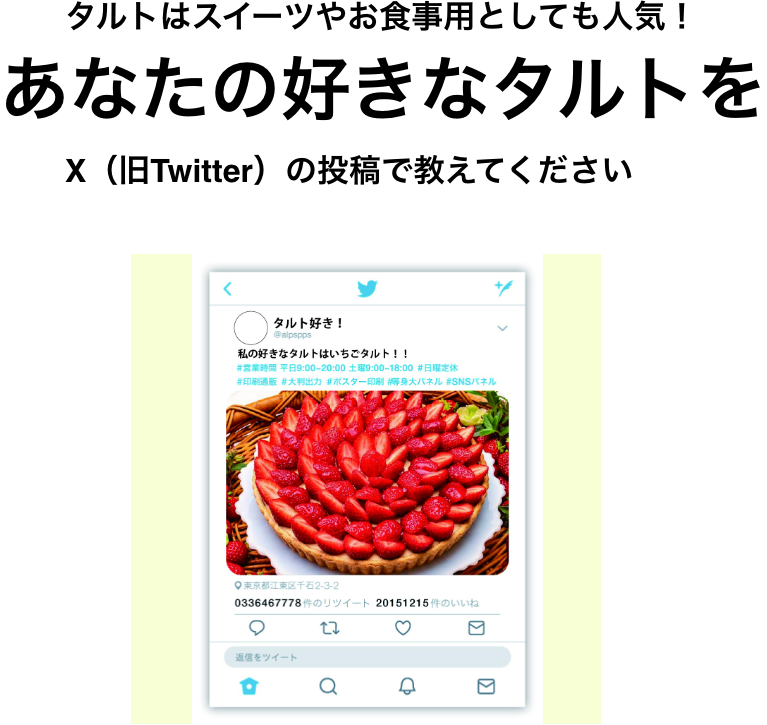 タルトはスイーツやお食事用としても人気！
あなたの好きなタルトを
X（旧Twitter）の投稿で教えてください
タルト好き！
@alpspps
私の好きなタルトはいちごタルト！！
#営業時間 平日9:00~20:00 土曜9:00~18:00 #日曜定休
#印刷通販 #大判出力 #ポスター印刷 #等身大パネル #SNSパネル
東京都江東区千石2-3-2
0336467778件のリツイート 20151215件のいいね
返信をツイート